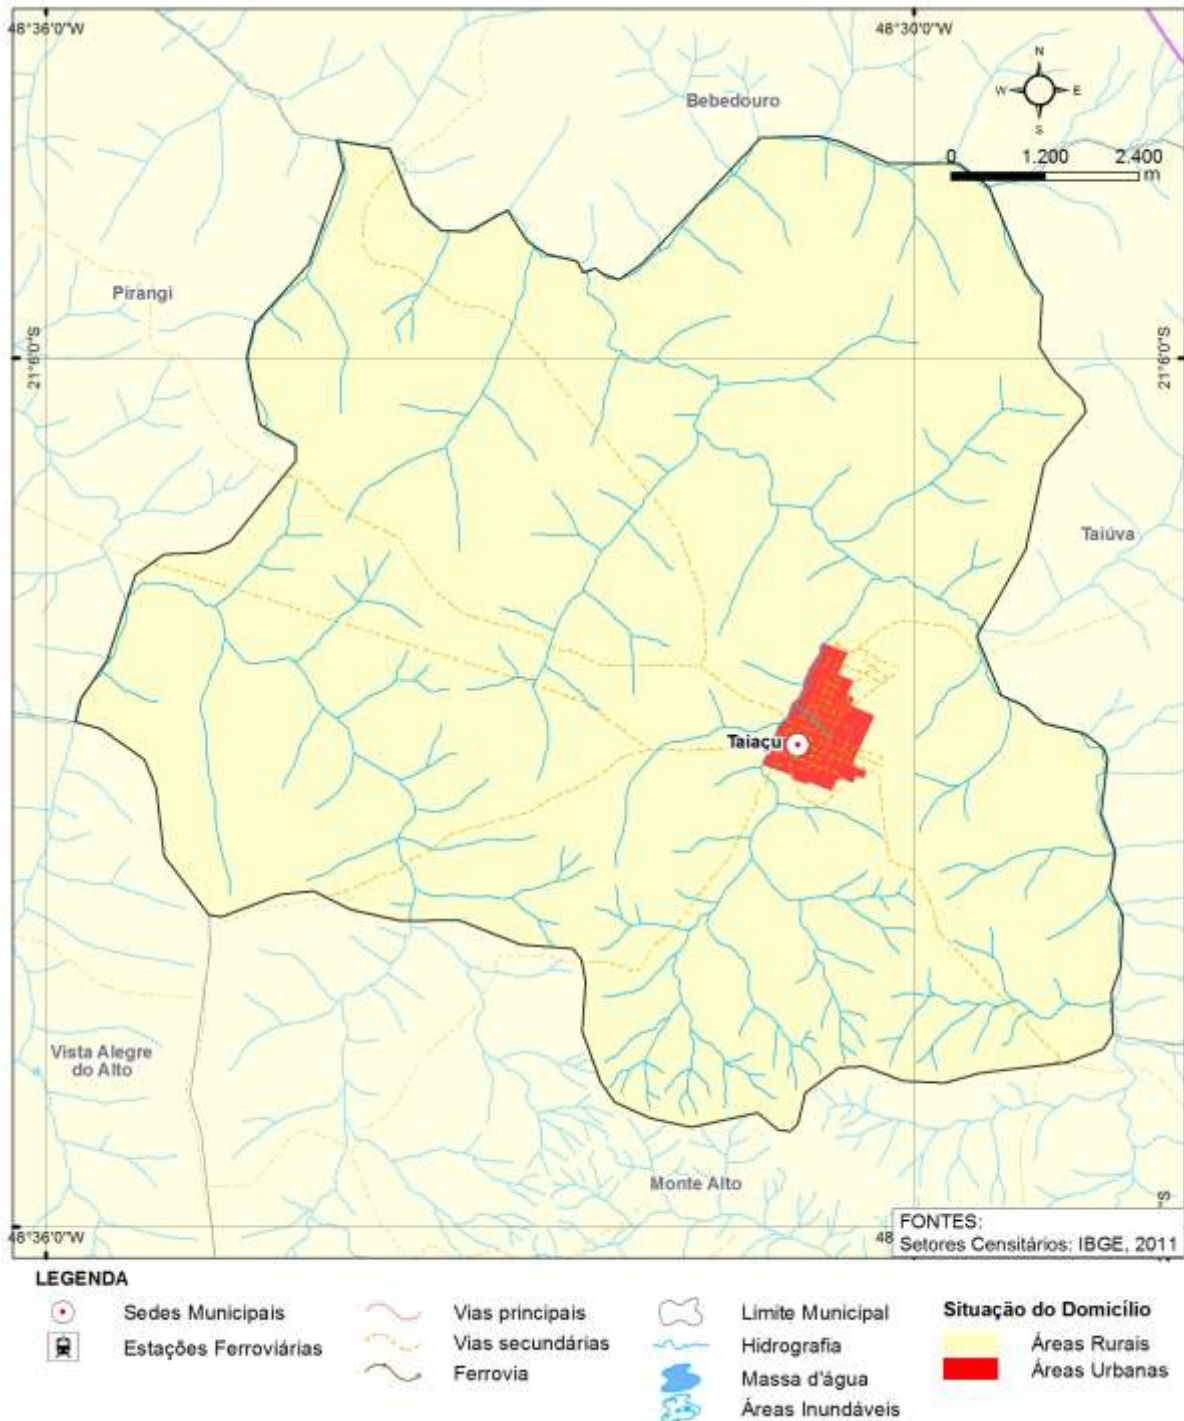 48°36'0"W
48°30'0"W
Bebedouro
N
W
E
S
0
1.200
2.400
m
Pirangi
21°6'0"S
21°6'0"S
Taiúva
Taiaçu
Vista Alegre
do Alto
Monte Alto
48°36'0"W
FONTES:
Setores Censitários: IBGE, 2011
LEGENDA
Sedes Municipais
Estações Ferroviárias
Vias principais
Vias secundárias
Ferrovia
Limite Municipal
Hidrografia
Massa d'água
Áreas Inundáveis
Situação do Domicílio
Áreas Rurais
Áreas Urbanas